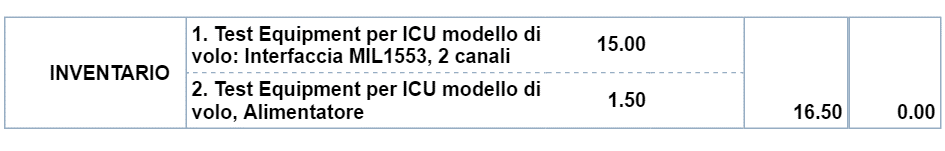 INVENTARIO
1. Test Equipment per ICU modello di
volo: Interfaccia MIL1553, 2 canali
15.00
2. Test Equipment per ICU modello di
volo, Alimentatore
1.50
16.50
0.00